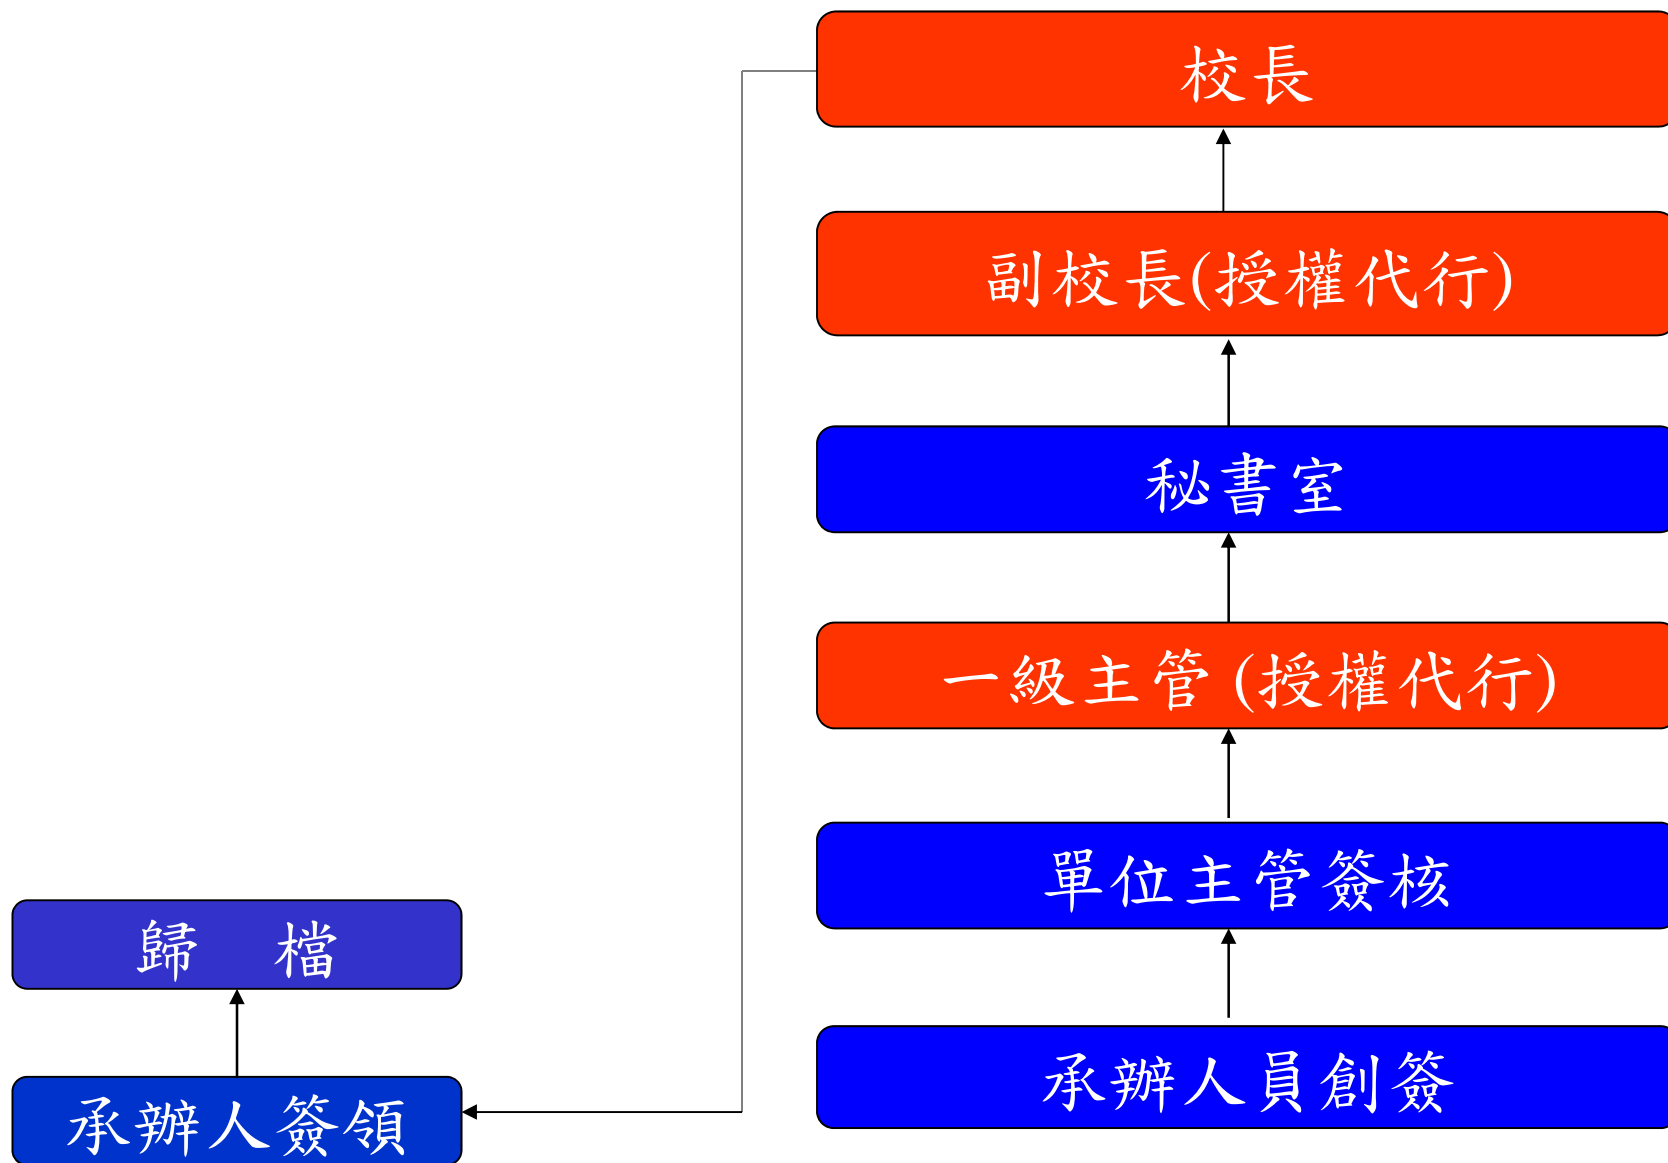 校長
副校長(授權代行)
秘書室
一級主管 (授權代行)
單位主管簽核
承辦人員創簽
歸　檔
承辦人簽領